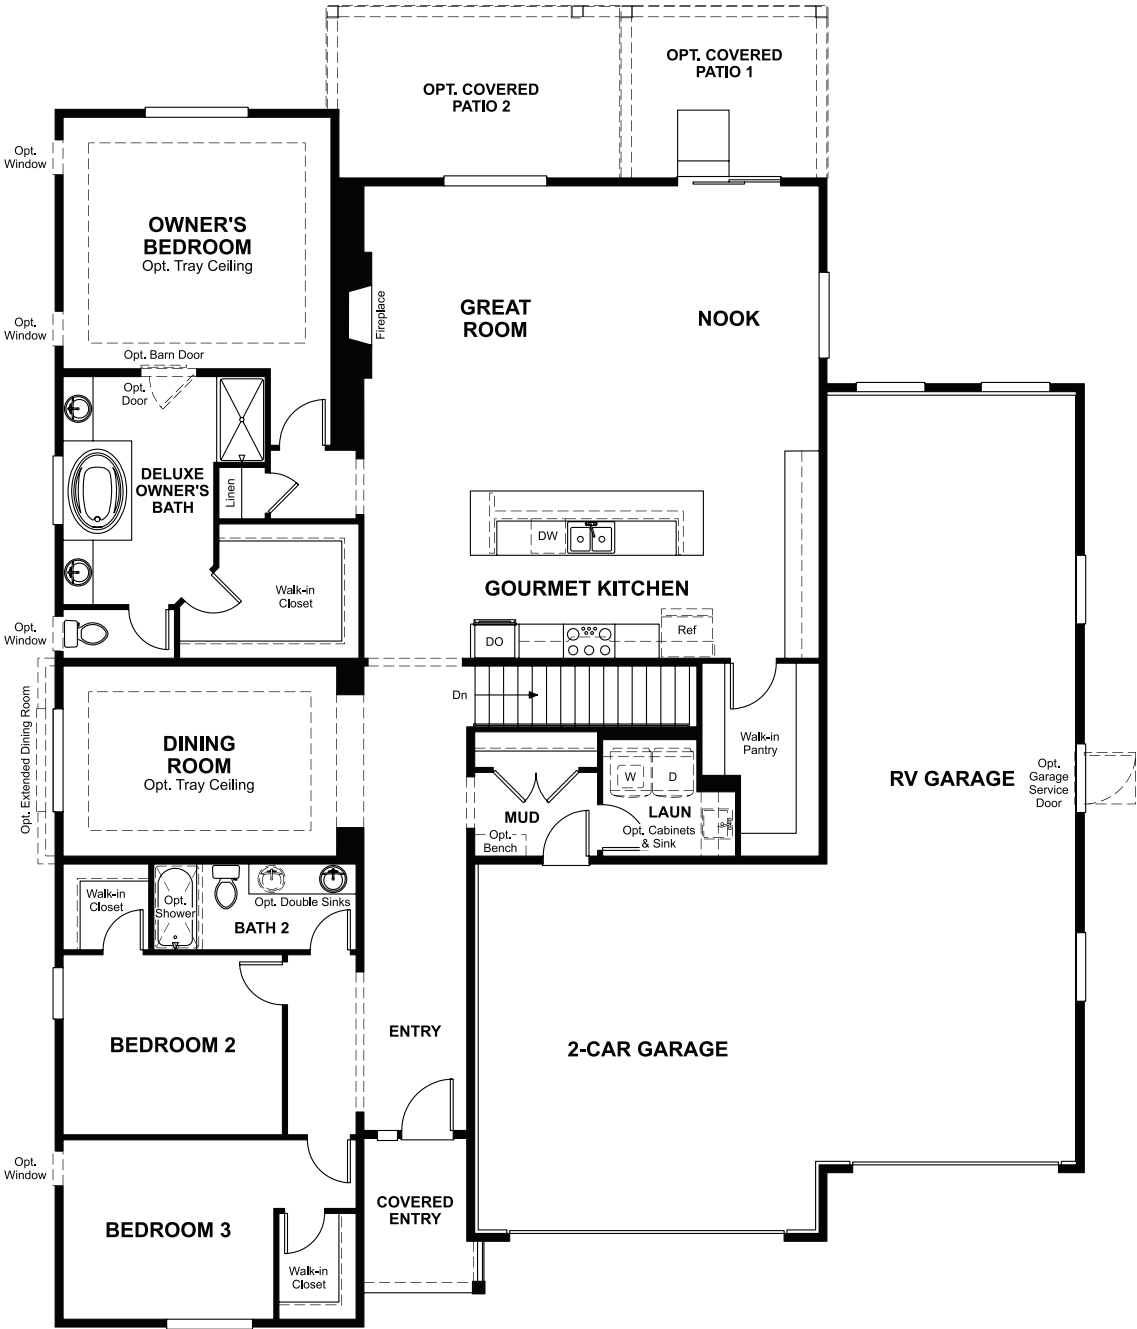 OPT. COVERED
PATIO 1
OPT. COVERED
PATIO 2
Opt.
Window
OWNER'S
BEDROOM
Opt. Tray Ceiling
Opt.
Window
Opt. Barn Door
Opt.
Door
Fireplace
GREAT
ROOM
NOOK
DELUXE
OWNER'S
BATH
Linen
DW
GOURMET KITCHEN
Walk-in
Closet
Opt.
Window
DO
Ref
Dn
Opt. Extended Dining Room
DINING
ROOM
Opt. Tray Ceiling
Walk-in
Pantry
W
D
MUD
LAUN
Opt. Cabinets
& Sink
Opt.
Bench
RV GARAGE
Opt.
Garage
Service
Door
Walk-in
Closet
Opt.
Shower
Opt. Double Sinks
BATH 2
BEDROOM 2
ENTRY
2-CAR GARAGE
Opt.
Window
BEDROOM 3
COVERED
ENTRY
Walk-in
Closet